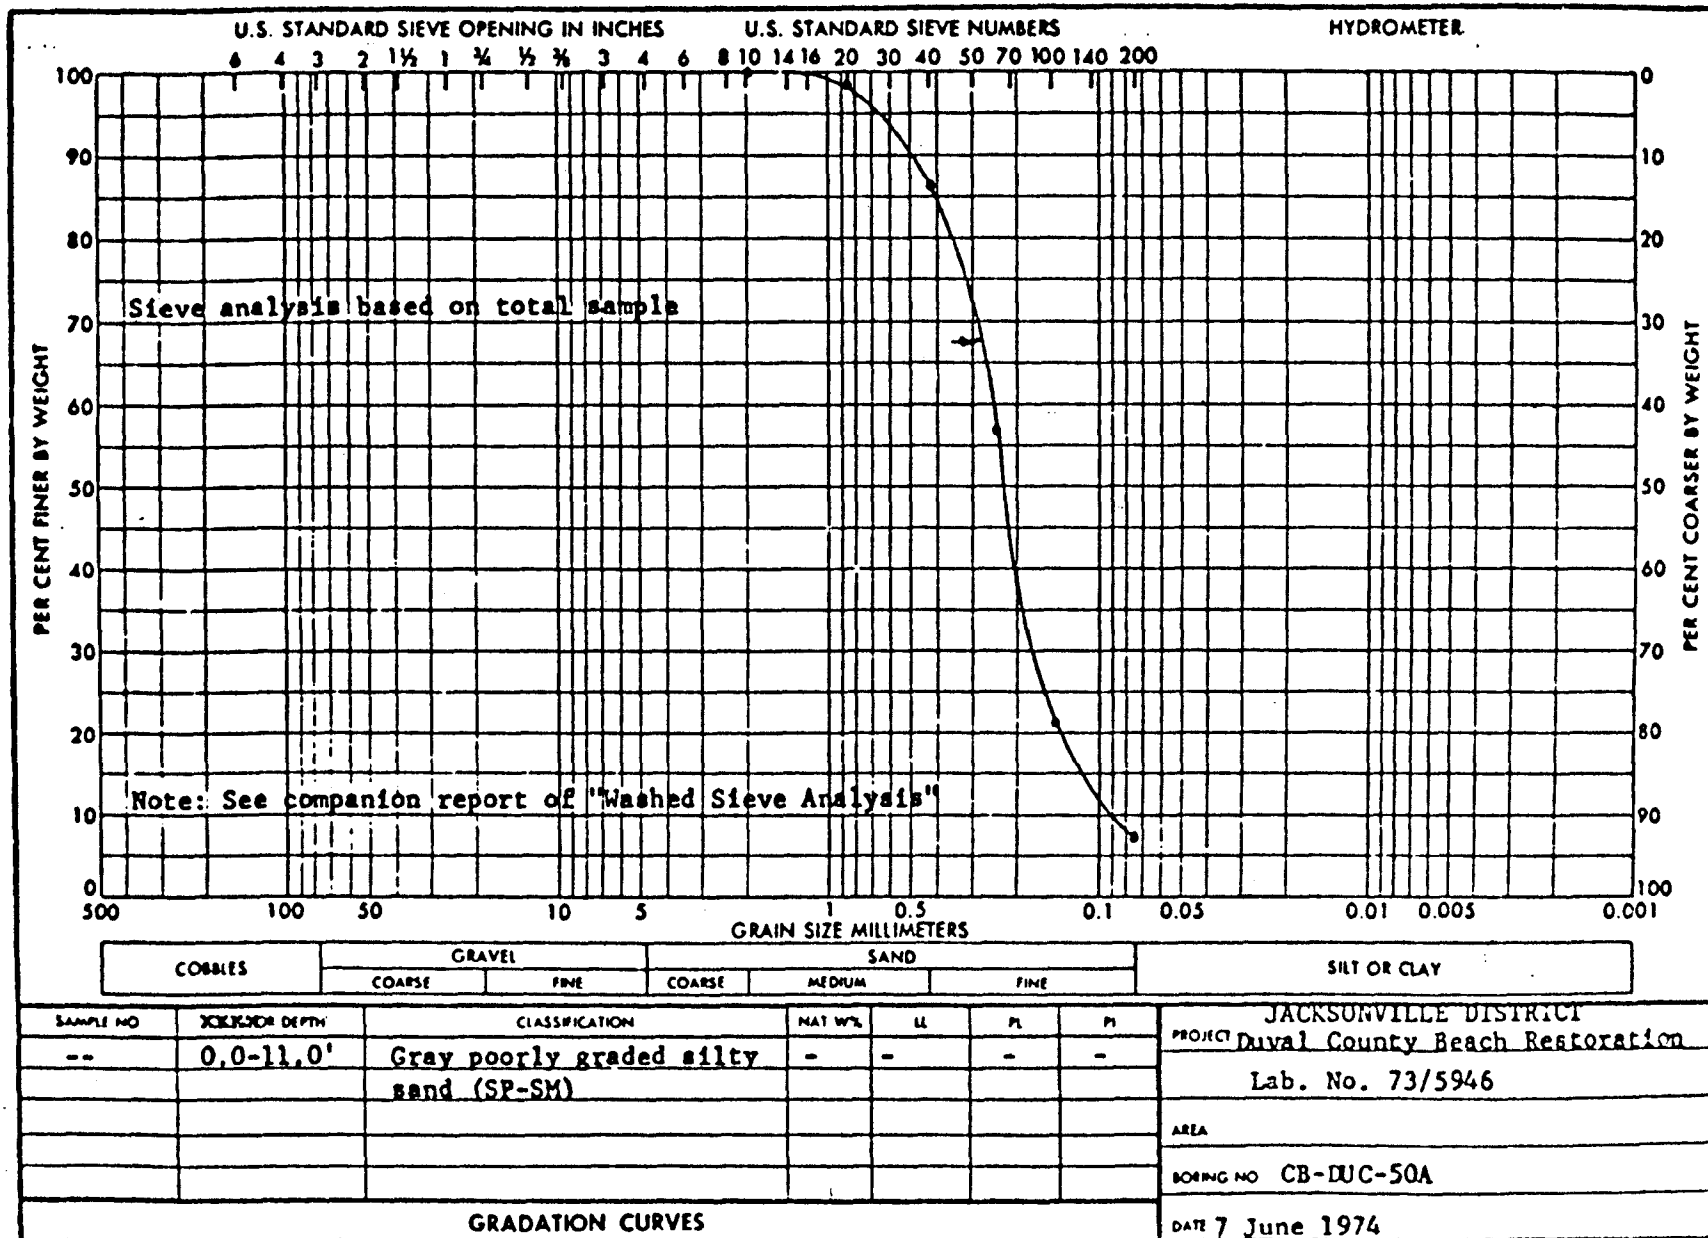 U.S. STANDARD SIEVE OPENING IN INCHES U.S. STANDARD SIEVE NUMBERS HYDROMETER
6 4 3 2 1½ 1 ¾ ½ ⅜ 3 4 6 8 10 14 16 20 30 40 50 70 100 140 200
100 0
90 10
80 20
Sieve analysis based on total sample
70 30
60 40
50 50
40 60
30 70
20 80
Note: See companion report of "Washed Sieve Analysis"
10 90
0 100
PER CENT FINER BY WEIGHT
PER CENT COARSER BY WEIGHT
500 100 50 10 5 1 0.5 0.1 0.05 0.01 0.005 0.001
GRAIN SIZE MILLIMETERS
COBBLES GRAVEL SAND SILT OR CLAY
COARSE FINE COARSE MEDIUM FINE
SAMPLE NO DEPTH CLASSIFICATION NAT W% LL PL PI
-- 0.0-11.0' Gray poorly graded silty - - - -
sand (SP-SM)
JACKSONVILLE DISTRICT
PROJECT Duval County Beach Restoration
Lab. No. 73/5946
AREA
BORING NO CB-DUC-50A
GRADATION CURVES
DATE 7 June 1974